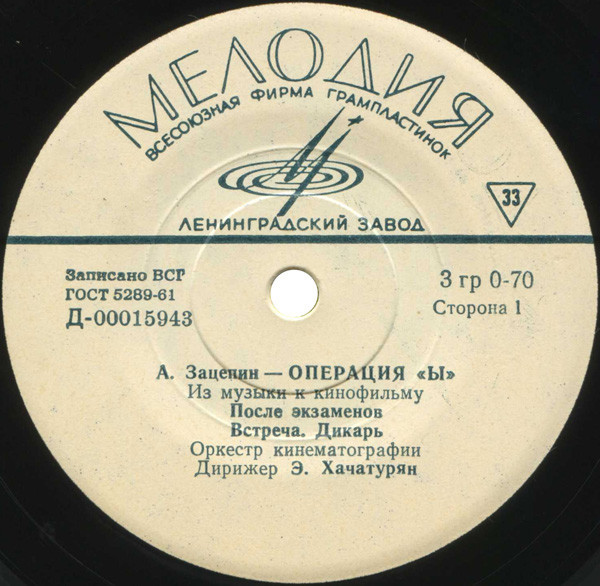 МЕЛОДИЯ
ВСЕСОЮЗНАЯ ФИРМА ГРАМПЛАСТИНОК
ЛЕНИНГРАДСКИЙ ЗАВОД
33
Записано ВСГ
ГОСТ 5289-61
Д-00015943
3 гр 0-70
Сторона 1
А. Зацепин — ОПЕРАЦИЯ «Ы»
Из музыки к кинофильму
После экзаменов
Встреча. Дикарь
Оркестр кинематографии
Дирижер Э. Хачатурян